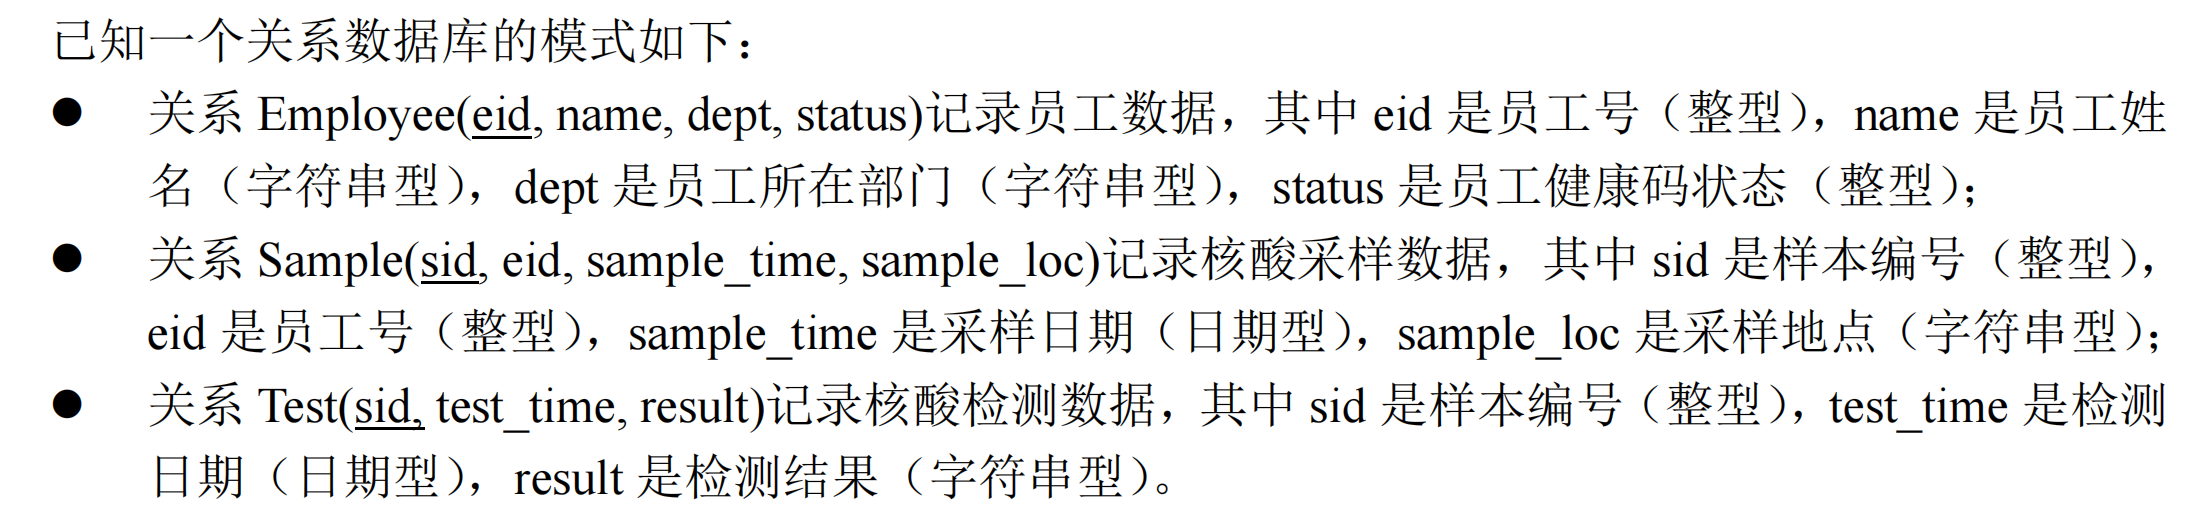 已知一个关系数据库的模式如下：
● 关系 Employee(eid, name, dept, status)记录员工数据，其中 eid 是员工号（整型），name 是员工姓
名（字符串型），dept 是员工所在部门（字符串型），status 是员工健康码状态（整型）；
● 关系 Sample(sid, eid, sample_time, sample_loc)记录核酸采样数据，其中 sid 是样本编号（整型），
eid 是员工号（整型），sample_time 是采样日期（日期型），sample_loc 是采样地点（字符串型）；
● 关系 Test(sid, test_time, result)记录核酸检测数据，其中 sid 是样本编号（整型），test_time 是检测
日期（日期型），result 是检测结果（字符串型）。